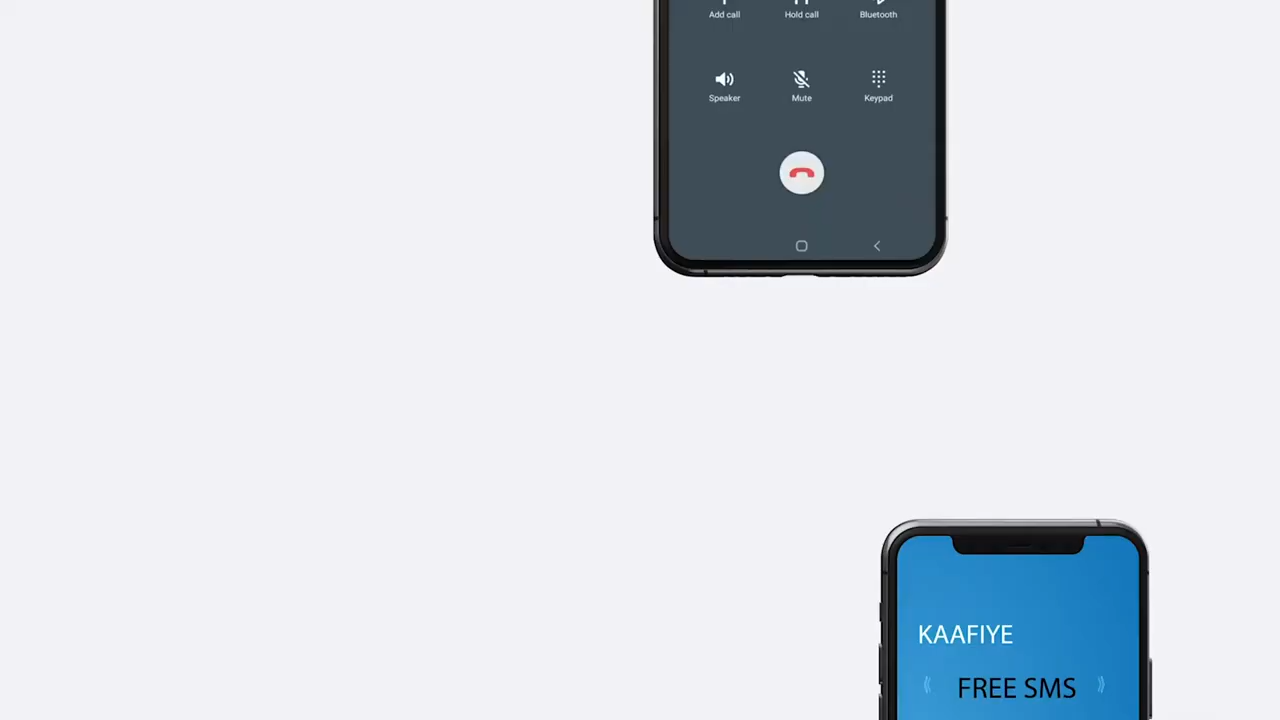 Add call Hold call Bluetooth
Speaker Mute Keypad
KAAFIYE
FREE SMS